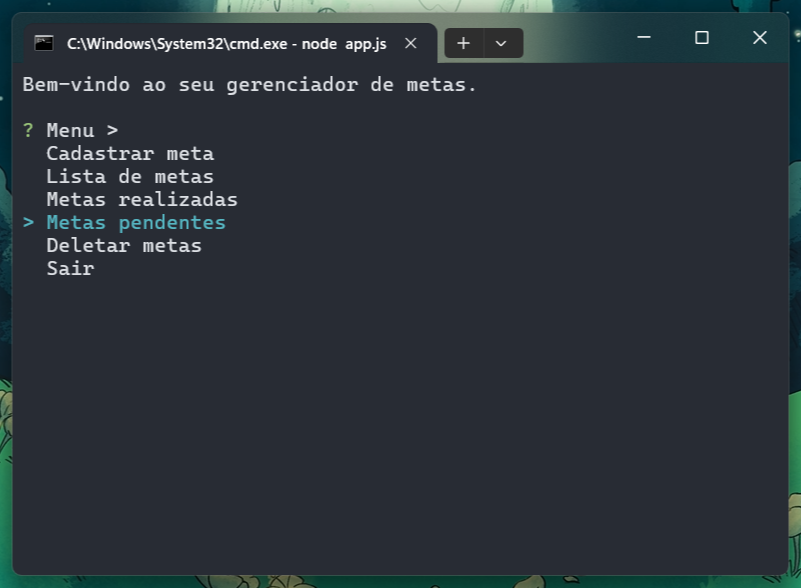 C:\Windows\System32\cmd.exe - node  app.js
Bem-vindo ao seu gerenciador de metas.
? Menu >
Cadastrar meta
Lista de metas
Metas realizadas
> Metas pendentes
Deletar metas
Sair